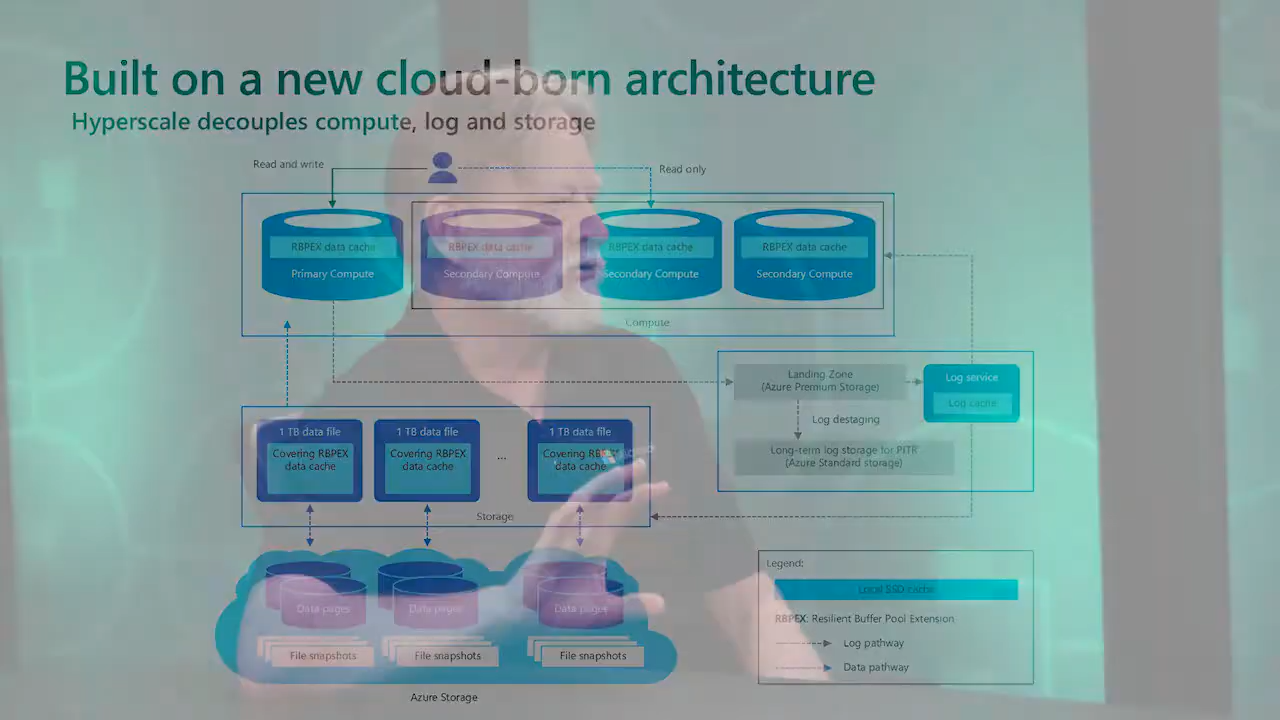 Built on a new cloud-born architecture
Hyperscale decouples compute, log and storage
Read and write
Read only
RBPEX data cache
Primary Compute
RBPEX data cache
Secondary Compute
RBPEX data cache
Secondary Compute
RBPEX data cache
Secondary Compute
Compute
Landing Zone
(Azure Premium Storage)
Log service
Log cache
Log destaging
Long-term log storage for PITR
(Azure Standard storage)
1 TB data file
Covering RBPEX
data cache
1 TB data file
Covering RBPEX
data cache
...
1 TB data file
Covering RBPEX
data cache
Storage
Data pages
Data pages
Data pages
File snapshots
File snapshots
File snapshots
Azure Storage
Legend:
Local SSD cache
RBPEX: Resilient Buffer Pool Extension
Log pathway
Data pathway